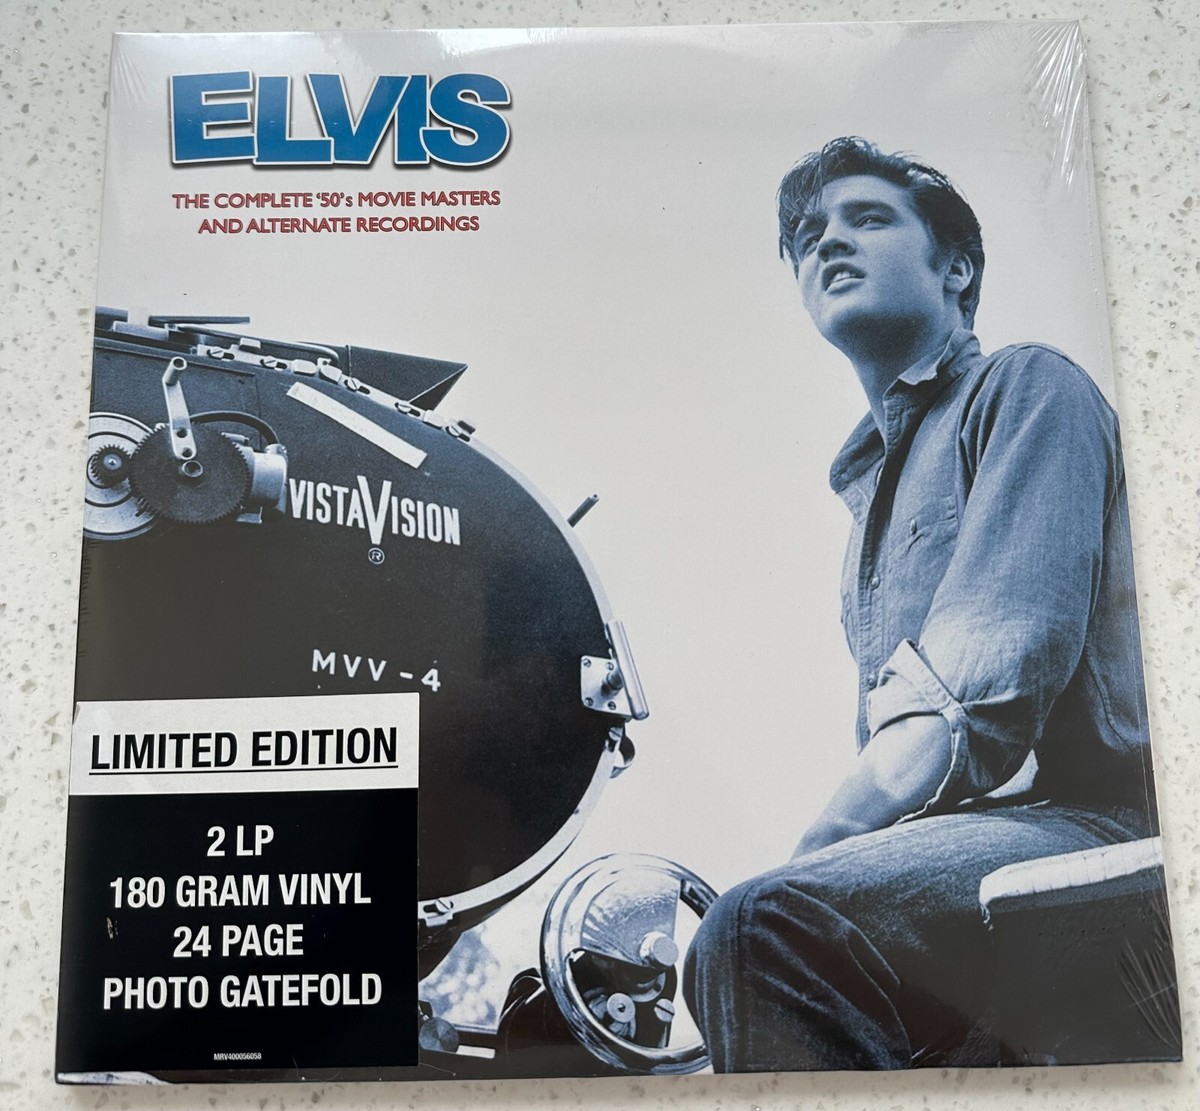 ELVIS
THE COMPLETE '50's MOVIE MASTERS
AND ALTERNATE RECORDINGS
VISTAVISION
®
MVV-4
LIMITED EDITION
2 LP
180 GRAM VINYL
24 PAGE
PHOTO GATEFOLD
MRV400056058